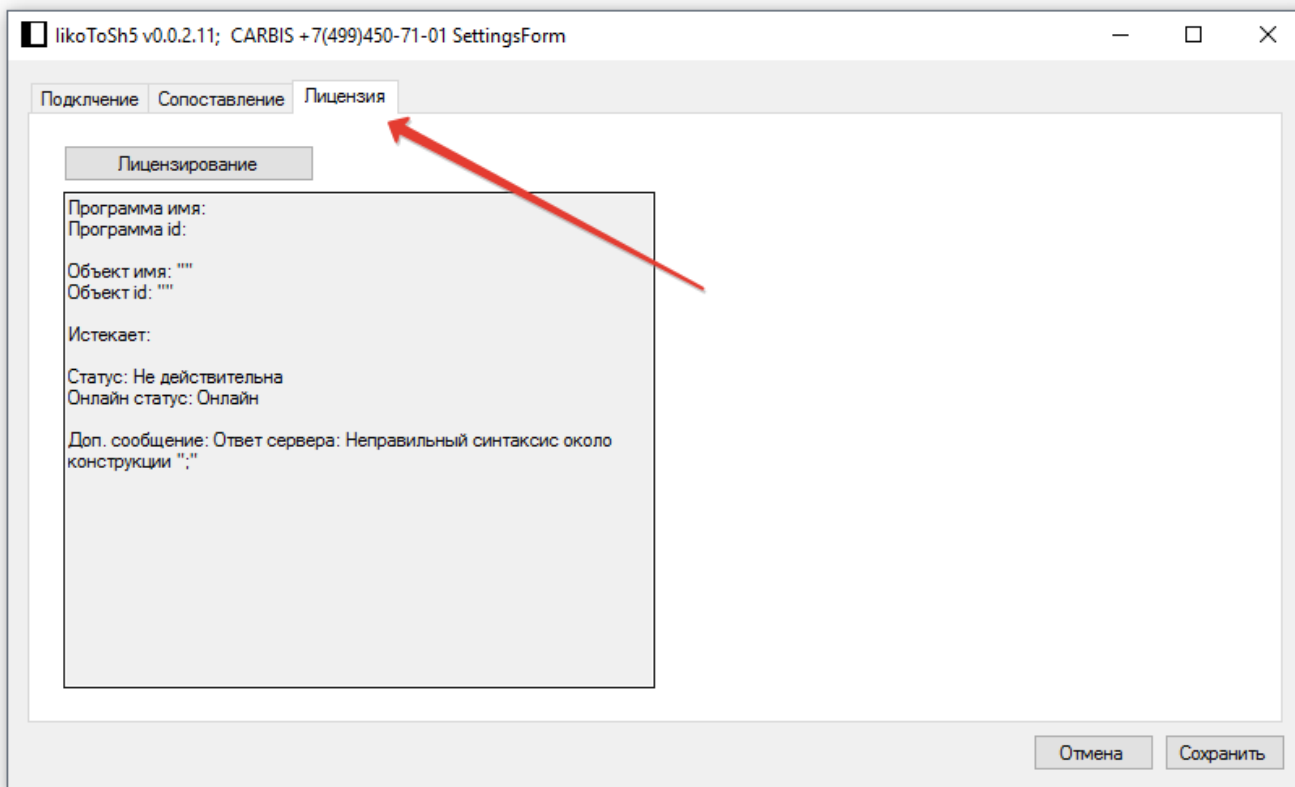 IikoToSh5 v0.0.2.11; CARBIS +7(499)450-71-01 SettingsForm
Подклчение Сопоставление Лицензия
Лицензирование
Программа имя:
Программа id:
Объект имя: ""
Объект id: ""
Истекает:
Статус: Не действительна
Онлайн статус: Онлайн
Доп. сообщение: Ответ сервера: Неправильный синтаксис около
конструкции ";"
Отмена Сохранить